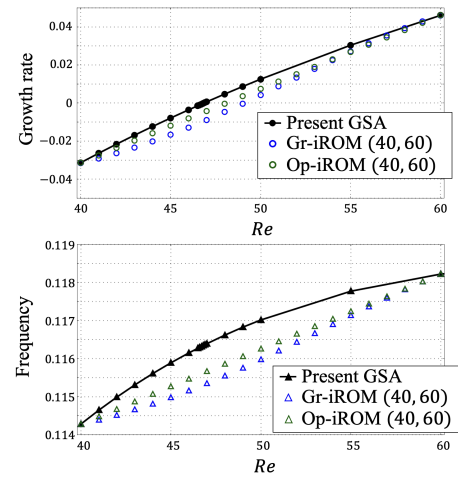 0.04
0.02
0
−0.02
−0.04
Growth rate
Present GSA
Gr-iROM (40, 60)
Op-iROM (40, 60)
40 45 50 55 60
Re
0.119
0.118
0.117
0.116
0.115
0.114
Frequency
Present GSA
Gr-iROM (40, 60)
Op-iROM (40, 60)
40 45 50 55 60
Re